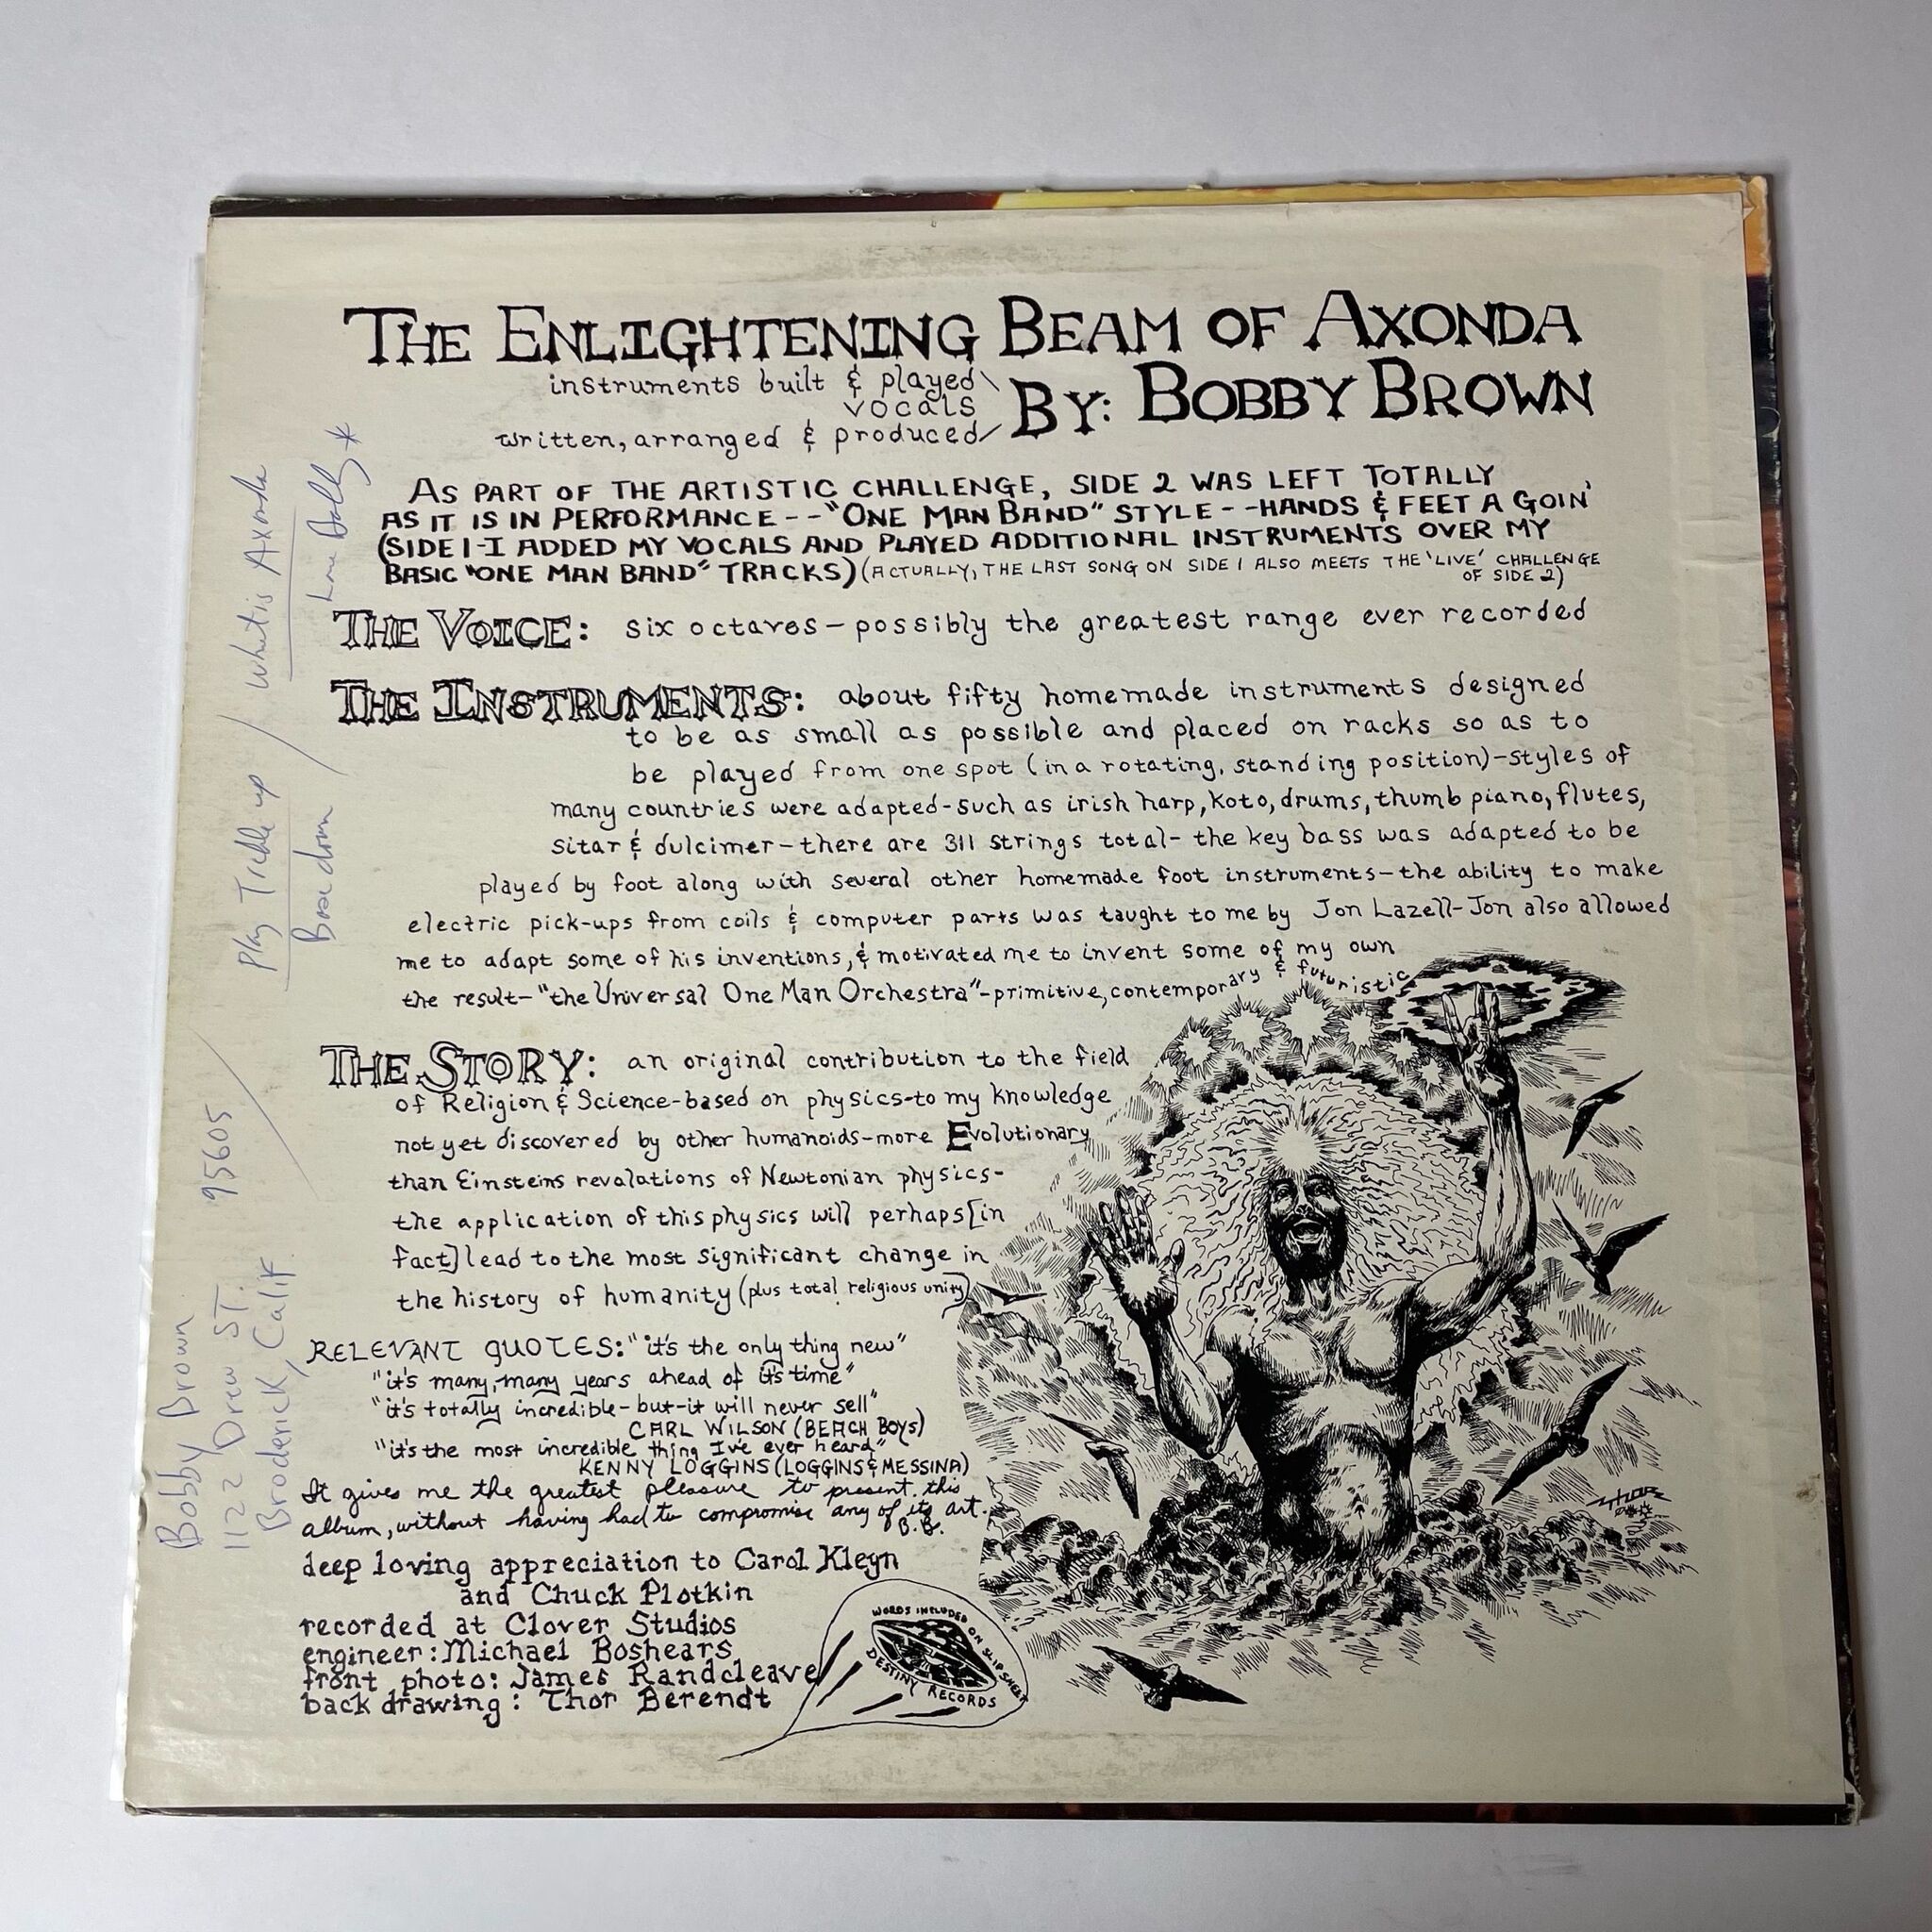 THE ENLIGHTENING BEAM OF AXONDA
instruments built & played
vocals
written, arranged & produced
BY: BOBBY BROWN
AS PART OF THE ARTISTIC CHALLENGE, SIDE 2 WAS LEFT TOTALLY
AS IT IS IN PERFORMANCE--"ONE MAN BAND" STYLE--HANDS & FEET A GOIN'
(SIDE 1-I ADDED MY VOCALS AND PLAYED ADDITIONAL INSTRUMENTS OVER MY
BASIC "ONE MAN BAND" TRACKS) (ACTUALLY, THE LAST SONG ON SIDE 1 ALSO MEETS THE 'LIVE' CHALLENGE
OF SIDE 2)
THE VOICE: six octaves-possibly the greatest range ever recorded
THE INSTRUMENTS: about fifty homemade instruments designed
to be as small as possible and placed on racks so as to
be played from one spot (in a rotating, standing position)-styles of
many countries were adapted-such as irish harp, koto, drums, thumb piano, flutes,
sitar & dulcimer-there are 311 strings total-the key bass was adapted to be
played by foot along with several other homemade foot instruments-the ability to make
electric pick-ups from coils & computer parts was taught to me by Jon Lazell-Jon also allowed
me to adapt some of his inventions, & motivated me to invent some of my own
the result-"the Universal One Man Orchestra"-primitive, contemporary & futuristic
THE STORY: an original contribution to the field
of Religion & Science-based on physics-to my knowledge
not yet discovered by other humanoids-more Evolutionary
than Einsteins revalations of Newtonian physics-
the application of this physics will perhaps [in
fact] lead to the most significant change in
the history of humanity (plus total religious unity)
RELEVANT QUOTES: "it's the only thing new"
"it's many, many years ahead of it's time"
"it's totally incredible-but-it will never sell"
CARL WILSON (BEACH BOYS)
"it's the most incredible thing I've ever heard"
KENNY LOGGINS (LOGGINS & MESSINA)
It gives me the greatest pleasure to present this
album, without having had to compromise any of its art.
B.B.
deep loving appreciation to Carol Kleyn
and Chuck Plotkin
recorded at Clover Studios
engineer: Michael Boshears
front photo: James Randcleave
back drawing: Thor Berendt
WORDS INCLUDED ON SLIP SHEET
DESTINY RECORDS
THOR
Bobby Brown
1122 Drew ST.
Broderick, Calif.
95605
Play Treble up
Bass down
What is Axonda
Love